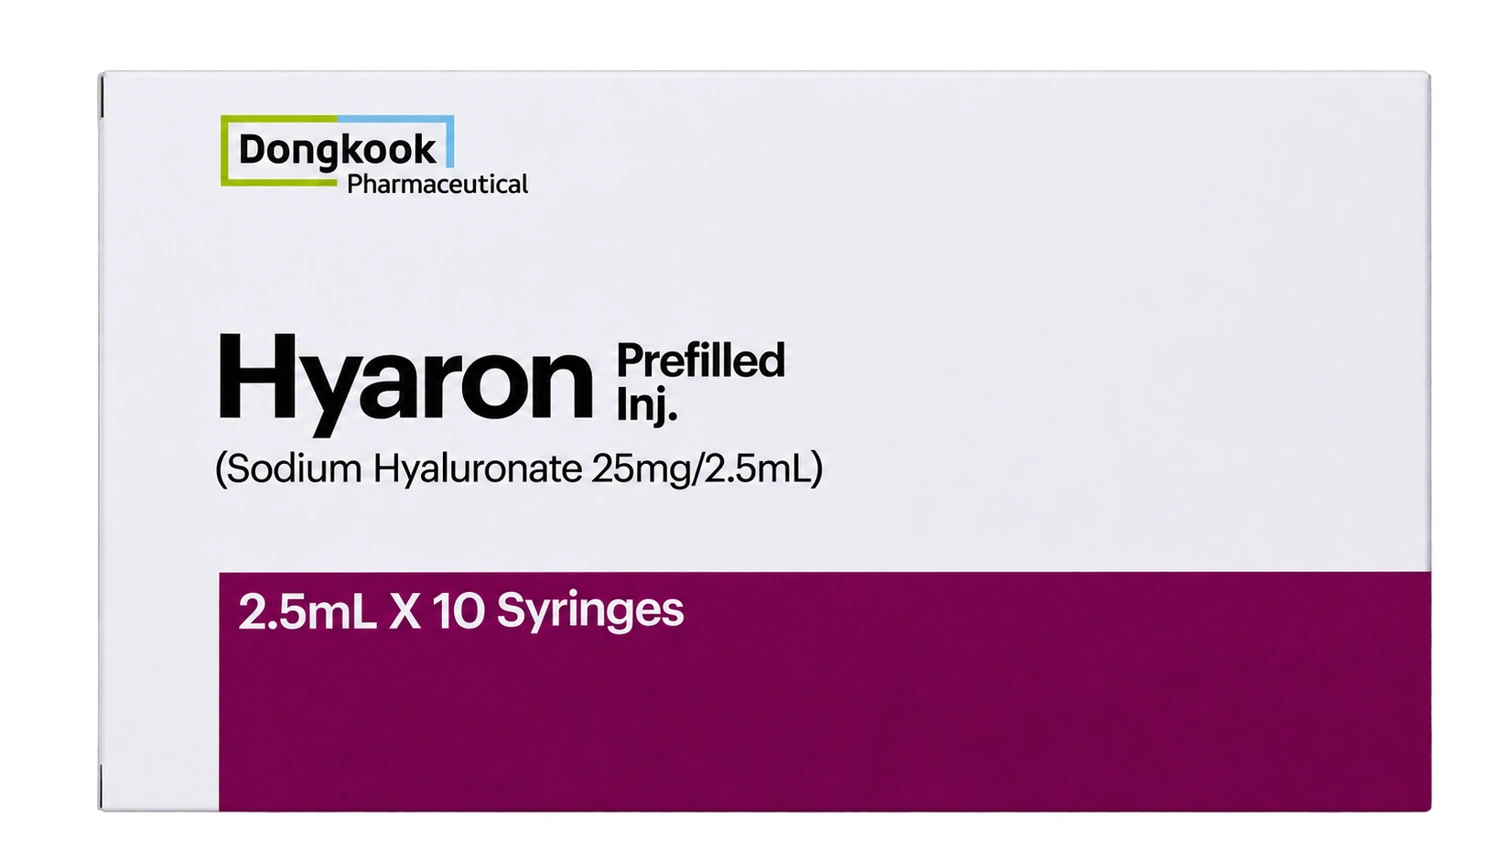 Dongkook
Pharmaceutical
Hyaron Prefilled
Inj.
(Sodium Hyaluronate 25mg/2.5mL)
2.5mL X 10 Syringes